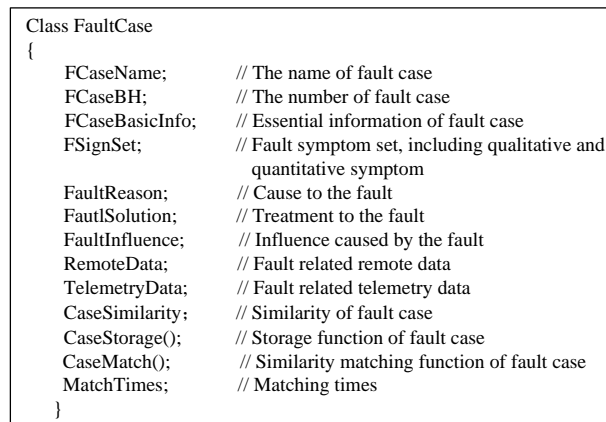 Class FaultCase
{
FCaseName; // The name of fault case
FCaseBH; // The number of fault case
FCaseBasicInfo; // Essential information of fault case
FSignSet; // Fault symptom set, including qualitative and
quantitative symptom
FaultReason; // Cause to the fault
FautlSolution; // Treatment to the fault
FaultInfluence; // Influence caused by the fault
RemoteData; // Fault related remote data
TelemetryData; // Fault related telemetry data
CaseSimilarity； // Similarity of fault case
CaseStorage(); // Storage function of fault case
CaseMatch(); // Similarity matching function of fault case
MatchTimes; // Matching times
}